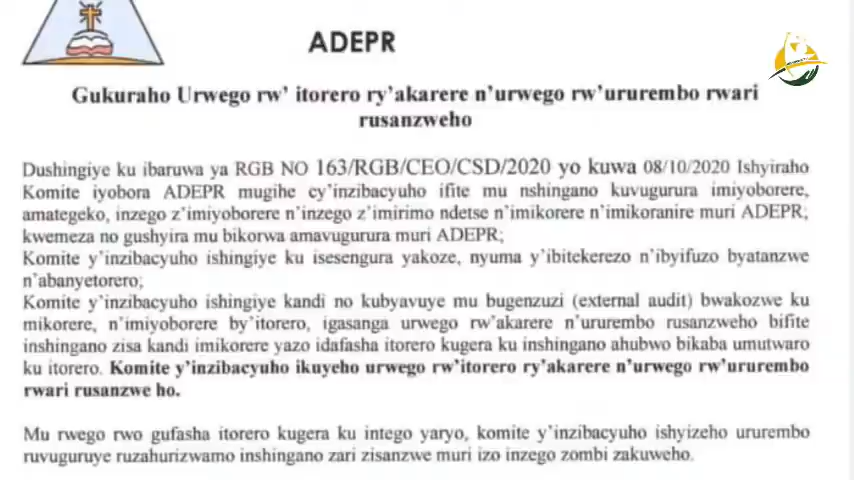 ADEPR
Gukuraho Urwego rw' itorero ry'akarere n'urwego rw'ururembo rwari
rusanzweho
Dushingiye ku ibaruwa ya RGB NO 163/RGB/CEO/CSD/2020 yo kuwa 08/10/2020 Ishyiraho
Komite iyobora ADEPR mugihe cy'inzibacyuho ifite mu nshingano kuvugurura imiyoborere,
amategeko, inzego z'imiyoborere n'inzego z'imirimo ndetse n'imikorere n'imikoranire muri ADEPR;
kwemeza no gushyira mu bikorwa amavugurura muri ADEPR;
Komite y'inzibacyuho ishingiye ku isesengura yakoze, nyuma y'ibitekerezo n'ibyifuzo byatanzwe
n'abanyetorero;
Komite y'inzibacyuho ishingiye kandi no kubyavuye mu bugenzuzi (external audit) bwakozwe ku
mikorere, n'imiyoborere by'itorero, igasanga urwego rw'akarere n'ururembo rusanzweho bifite
inshingano zisa kandi imikorere yazo idafasha itorero kugera ku inshingano ahubwo bikaba umutwaro
ku itorero. Komite y'inzibacyuho ikuyeho urwego rw'itorero ry'akarere n'urwego rw'ururembo
rwari rusanzwe ho.
Mu rwego rwo gufasha itorero kugera ku intego yaryo, komite y'inzibacyuho ishyizeho ururembo
ruvuguruye ruzahurizwamo inshingano zari zisanzwe muri izo inzego zombi zakuweho.